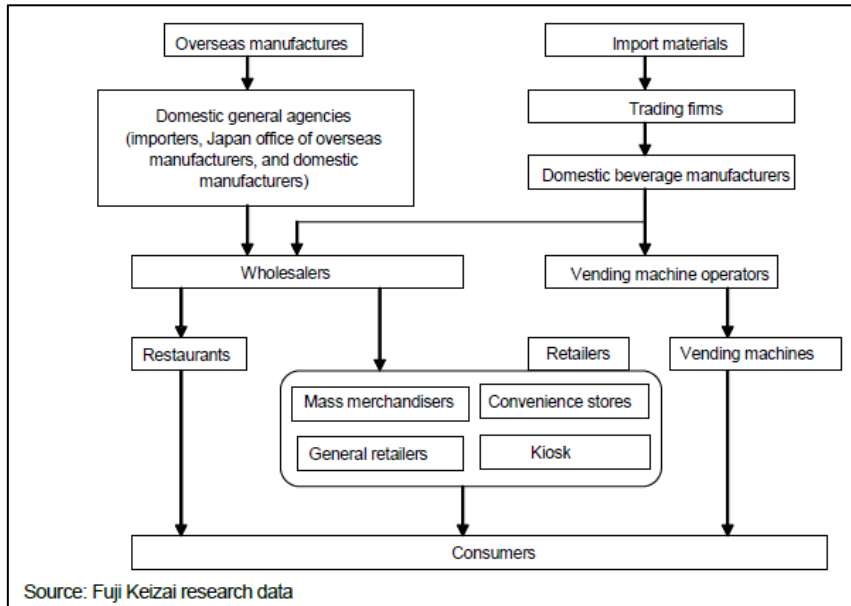 Overseas manufactures
Import materials
Domestic general agencies
(importers, Japan office of overseas
manufacturers, and domestic
manufacturers)
Trading firms
Domestic beverage manufacturers
Wholesalers
Vending machine operators
Restaurants
Retailers
Vending machines
Mass merchandisers
Convenience stores
General retailers
Kiosk
Consumers
Source: Fuji Keizai research data